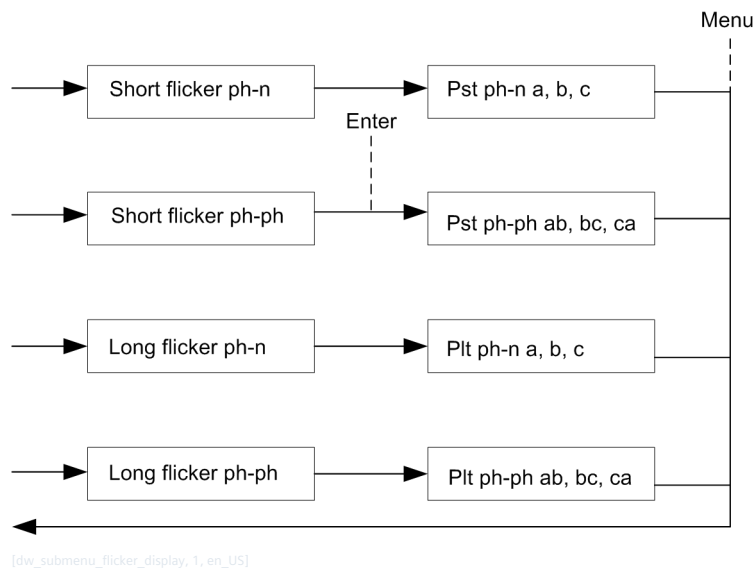 Menu
Short flicker ph-n
Pst ph-n a, b, c
Enter
Short flicker ph-ph
Pst ph-ph ab, bc, ca
Long flicker ph-n
Plt ph-n a, b, c
Long flicker ph-ph
Plt ph-ph ab, bc, ca
[dw_submenu_flicker_display, 1, en_US]